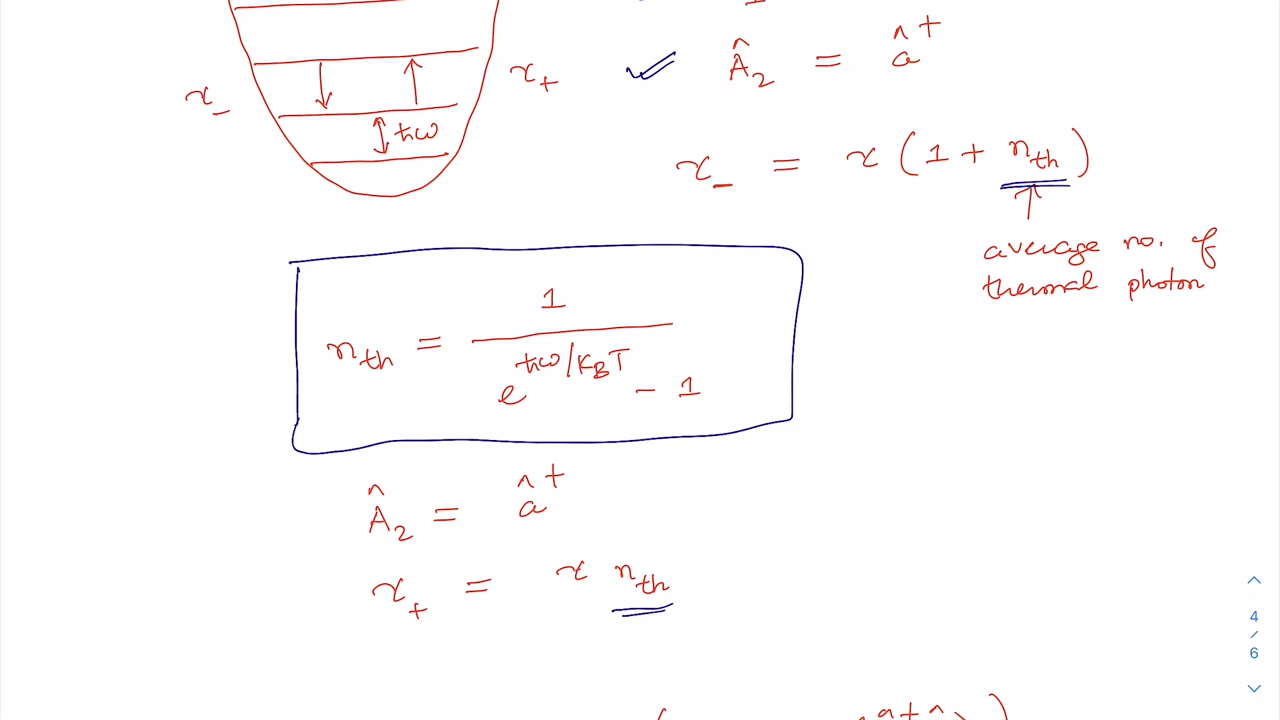 Â₂ = â†
r₋
r₊
ħω
r₋ = r (1 + n_th)
average no. of
thermal photon
n_th = 1 / (e^(ħω/K_BT) − 1)
Â₂ = â†
r₊ = r n_th
4
/
6